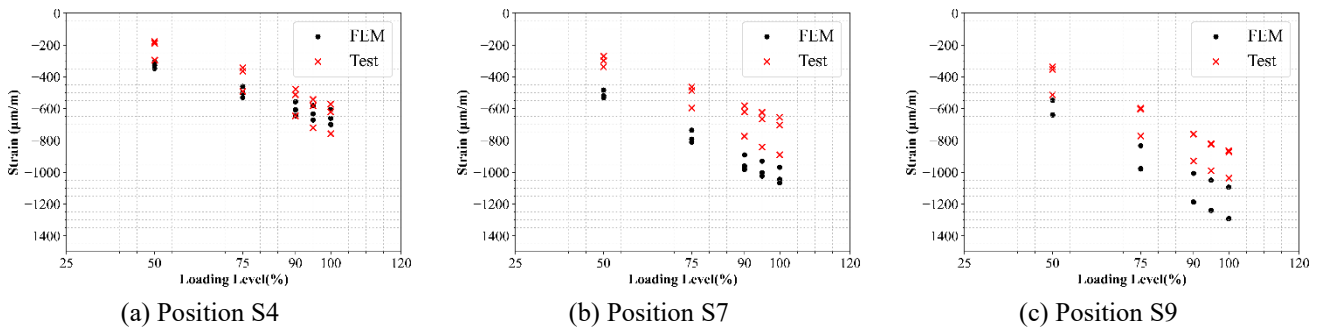 0
−200
−400
−600
−800
−1000
−1200
1400
Strain (μm/m)
FEM
Test
25 50 75 90 100 120
Loading Level(%)
(a) Position S4
0
−200
−400
−600
−800
−1000
−1200
1400
Strain (μm/m)
FEM
Test
25 50 75 90 100 120
Loading Level(%)
(b) Position S7
0
−200
−400
−600
−800
−1000
−1200
1400
Strain (μm/m)
FEM
Test
25 50 75 90 100 120
Loading Level(%)
(c) Position S9